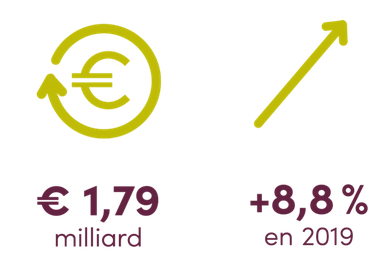 € 1,79
milliard
+8,8 %
en 2019